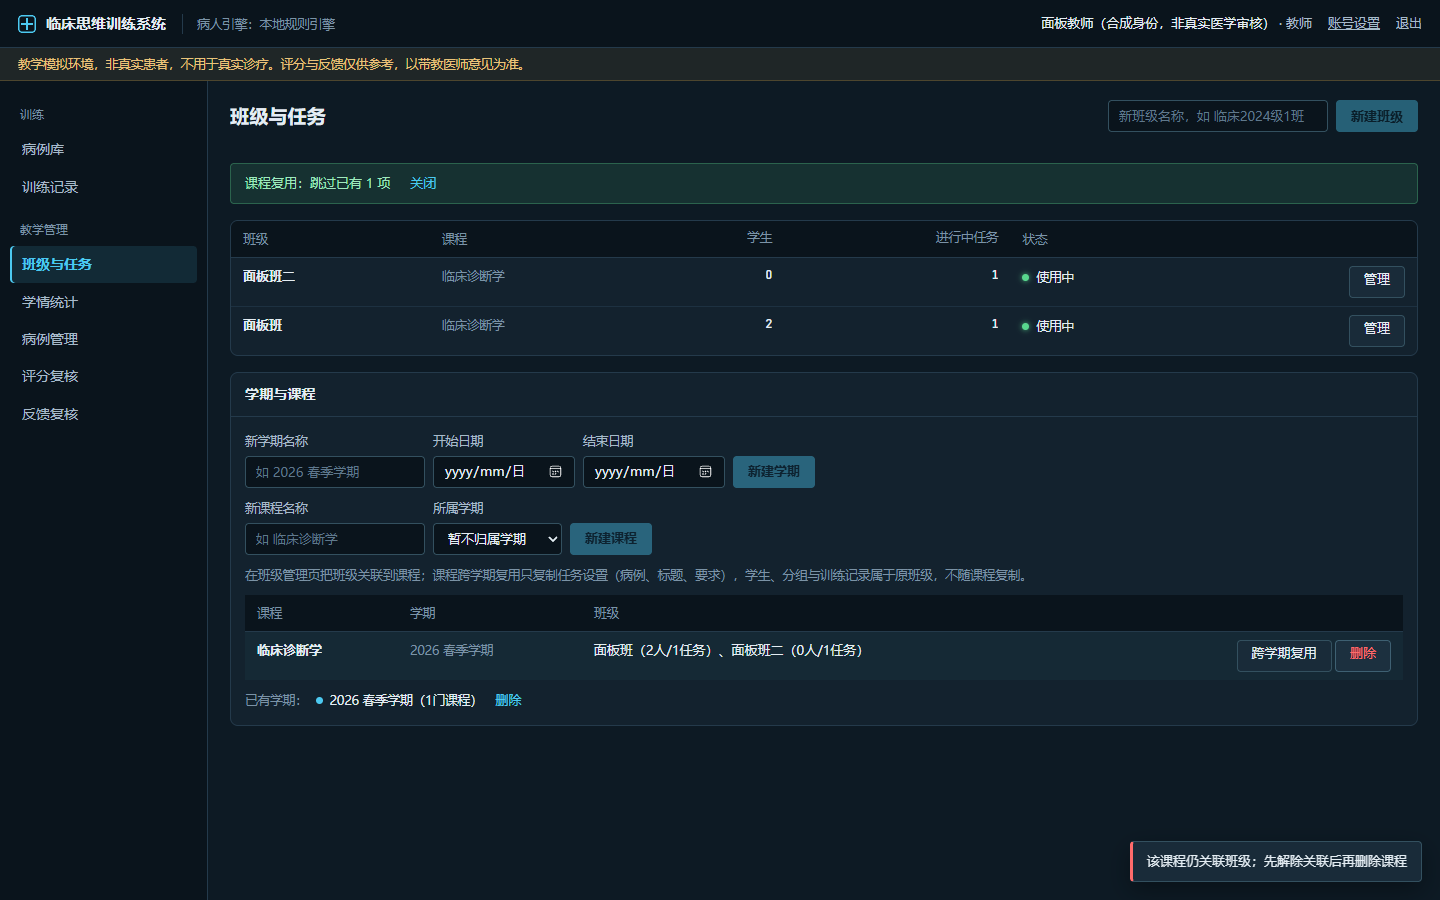 临床思维训练系统 病人引擎：本地规则引擎 面板教师（合成身份，非真实医学审核） · 教师 账号设置 退出
教学模拟环境，非真实患者，不用于真实诊疗。评分与反馈仅供参考，以带教医师意见为准。
训练
病例库
训练记录
教学管理
班级与任务
学情统计
病例管理
评分复核
反馈复核
班级与任务 新班级名称，如 临床2024级1班 新建班级
课程复用：跳过已有 1 项 关闭
班级 课程 学生 进行中任务 状态
面板班二 临床诊断学 0 1 使用中 管理
面板班 临床诊断学 2 1 使用中 管理
学期与课程
新学期名称 开始日期 结束日期
如 2026 春季学期 yyyy/mm/日 yyyy/mm/日 新建学期
新课程名称 所属学期
如 临床诊断学 暂不归属学期 新建课程
在班级管理页把班级关联到课程；课程跨学期复用只复制任务设置（病例、标题、要求），学生、分组与训练记录属于原班级，不随课程复制。
课程 学期 班级
临床诊断学 2026 春季学期 面板班（2人/1任务）、面板班二（0人/1任务） 跨学期复用 删除
已有学期： 2026 春季学期（1门课程） 删除
该课程仍关联班级；先解除关联后再删除课程